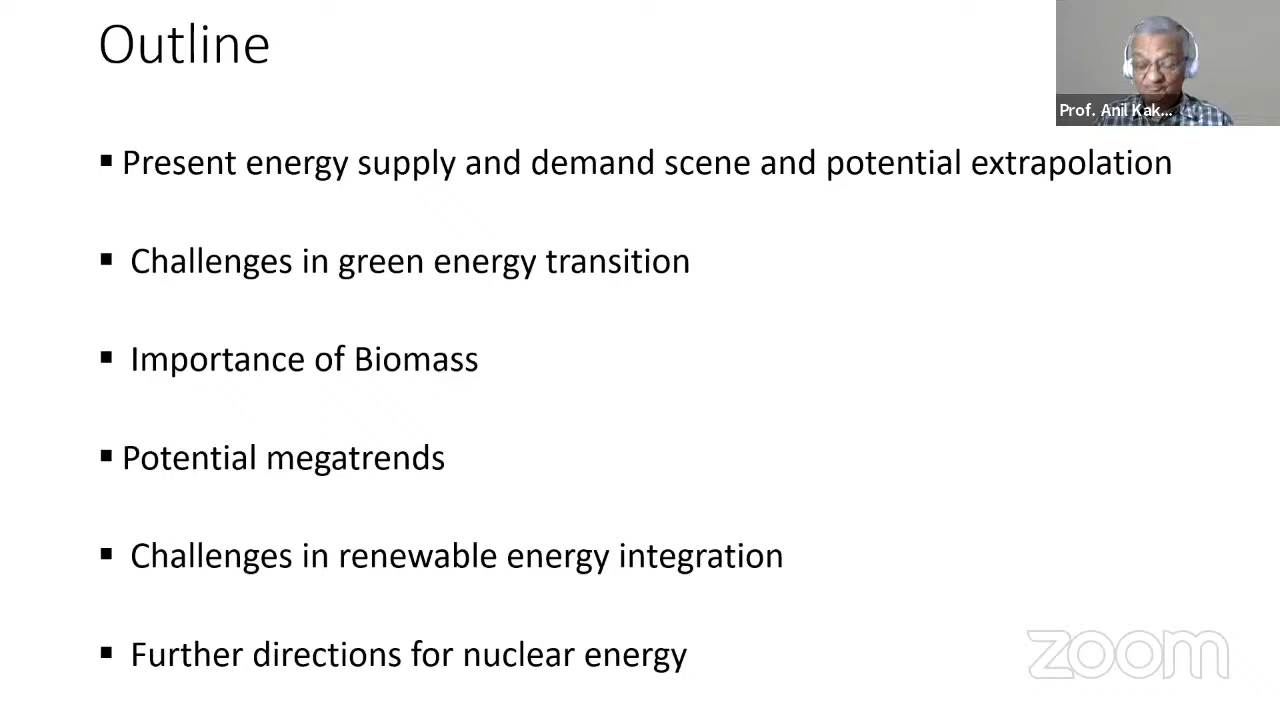 Outline
Prof. Anil Kak...
▪ Present energy supply and demand scene and potential extrapolation
▪ Challenges in green energy transition
▪ Importance of Biomass
▪ Potential megatrends
▪ Challenges in renewable energy integration
▪ Further directions for nuclear energy
zoom